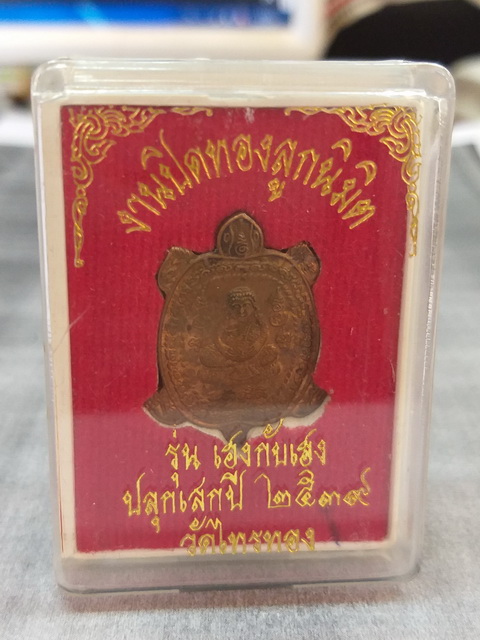 งานปิดทองลูกนิมิต
รุ่น เฮงกับเฮง
ปลุกเสกปี ๒๕๓๙
วัดไทรทอง